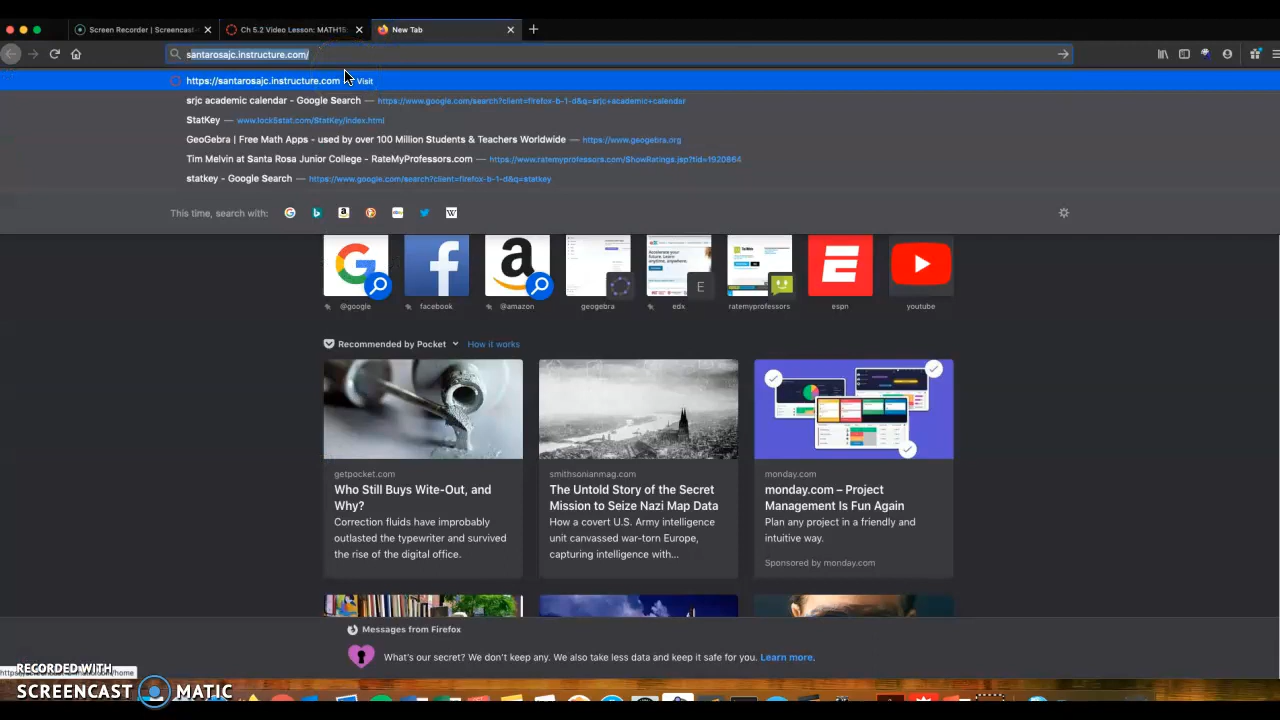 Screen Recorder | Screencast-
Ch 5.2 Video Lesson: MATH15
New Tab
santarosajc.instructure.com/
https://santarosajc.instructure.com Visit
srjc academic calendar - Google Search — https://www.google.com/search?client=firefox-b-1-d&q=srjc+academic+calendar
StatKey — www.lock5stat.com/StatKey/index.html
GeoGebra | Free Math Apps - used by over 100 Million Students & Teachers Worldwide — https://www.geogebra.org
Tim Melvin at Santa Rosa Junior College - RateMyProfessors.com — https://www.ratemyprofessors.com/ShowRatings.jsp?tid=1920864
statkey - Google Search — https://www.google.com/search?client=firefox-b-1-d&q=statkey
This time, search with:
E
@google facebook @amazon geogebra edx ratemyprofessors espn youtube
Recommended by Pocket How it works
getpocket.com
Who Still Buys Wite-Out, and
Why?
Correction fluids have improbably
outlasted the typewriter and survived
the rise of the digital office.
smithsonianmag.com
The Untold Story of the Secret
Mission to Seize Nazi Map Data
How a covert U.S. Army intelligence
unit canvassed war-torn Europe,
capturing intelligence with...
monday.com
monday.com – Project
Management Is Fun Again
Plan any project in a friendly and
intuitive way.
Sponsored by monday.com
Messages from Firefox
What's our secret? We don't keep any. We also take less data and keep it safe for you. Learn more.
RECORDED WITH
SCREENCAST MATIC